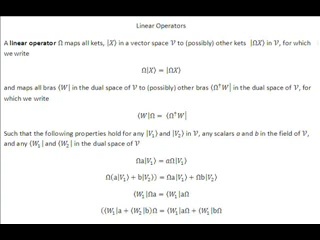 Linear Operators
A linear operator Ω maps all kets, |X⟩ in a vector space 𝒱 to (possibly) other kets |ΩX⟩ in 𝒱, for which
we write
Ω|X⟩ = |ΩX⟩
and maps all bras ⟨W| in the dual space of 𝒱 to (possibly) other bras ⟨Ω†W| in the dual space of 𝒱, for
which we write
⟨W|Ω = ⟨Ω†W|
Such that the following properties hold for any |V₁⟩ and |V₂⟩ in 𝒱, any scalars a and b in the field of 𝒱,
and any ⟨W₁| and ⟨W₂| in the dual space of 𝒱
Ωa|V₁⟩ = aΩ|V₁⟩
Ω(a|V₁⟩ + b|V₂⟩) = Ωa|V₁⟩ + Ωb|V₂⟩
⟨W₁|Ωa = ⟨W₁|aΩ
(⟨W₁|a + ⟨W₂|b)Ω = ⟨W₁|aΩ + ⟨W₂|bΩ